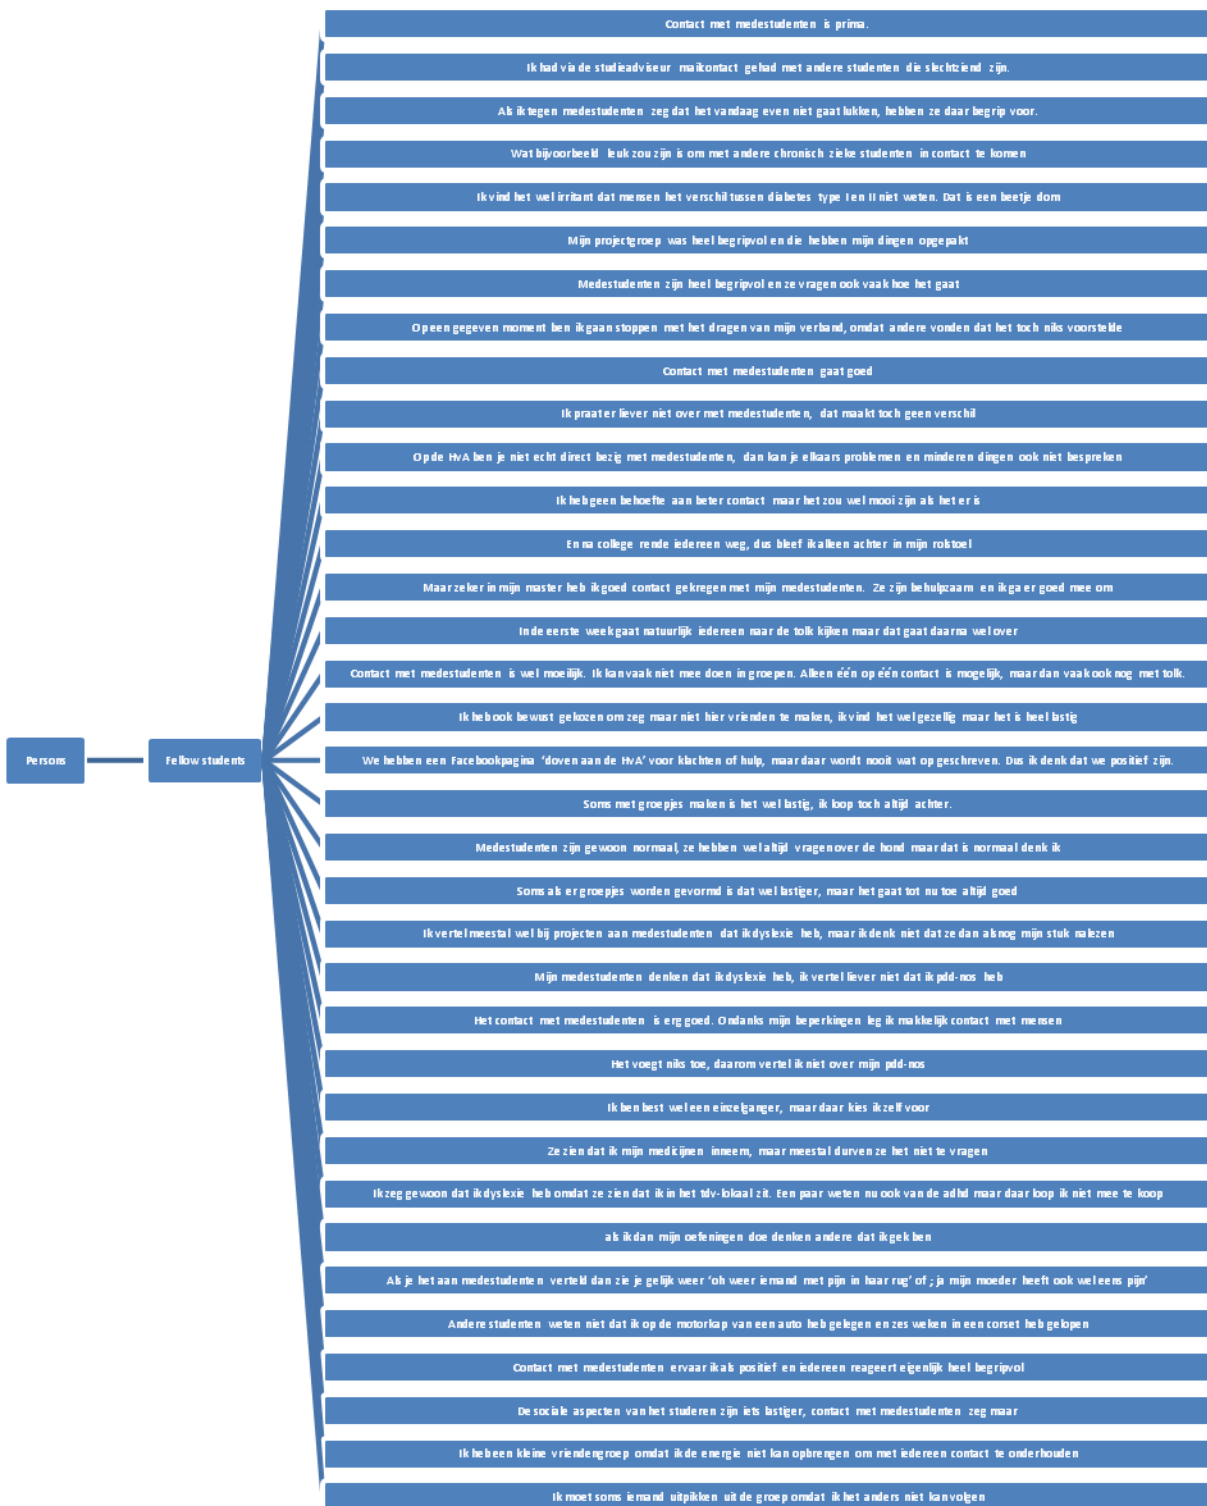 Contact met medestudenten is prima.
Ik had via de studieadviseur mailcontact gehad met andere studenten die slechtziend zijn.
Als ik tegen medestudenten zeg dat het vandaag even niet gaat lukken, hebben ze daar begrip voor.
Wat bijvoorbeeld leuk zou zijn is om met andere chronisch zieke studenten in contact te komen
Ik vind het wel irritant dat mensen het verschil tussen diabetes type I en II niet weten. Dat is een beetje dom
Mijn projectgroep was heel begripvol en die hebben mijn dingen opgepakt
Medestudenten zijn heel begripvol en ze vragen ook vaak hoe het gaat
Op een gegeven moment ben ik gaan stoppen met het dragen van mijn verband, omdat andere vonden dat het toch niks voorstelde
Contact met medestudenten gaat goed
Ik praat er liever niet over met medestudenten, dat maakt toch geen verschil
Op de HvA ben je niet echt direct bezig met medestudenten, dan kan je elkaars problemen en minderen dingen ook niet bespreken
Ik heb geen behoefte aan beter contact maar het zou wel mooi zijn als het er is
En na college rende iedereen weg, dus bleef ik alleen achter in mijn rolstoel
Maar zeker in mijn master heb ik goed contact gekregen met mijn medestudenten. Ze zijn behulpzaam en ik ga er goed mee om
In de eerste week gaat natuurlijk iedereen naar de tolk kijken maar dat gaat daarna wel over
Contact met medestudenten is wel moeilijk. Ik kan vaak niet mee doen in groepen. Alleen één op één contact is mogelijk, maar dan vaak ook nog met tolk.
Ik heb ook bewust gekozen om zeg maar niet hier vrienden te maken, ik vind het wel gezellig maar het is heel lastig
Persons
Fellow students
We hebben een Facebookpagina 'doven aan de HvA' voor klachten of hulp, maar daar wordt nooit wat op geschreven. Dus ik denk dat we positief zijn.
Soms met groepjes maken is het wel lastig, ik loop toch altijd achter.
Medestudenten zijn gewoon normaal, ze hebben wel altijd vragen over de hond maar dat is normaal denk ik
Soms als er groepjes worden gevormd is dat wel lastiger, maar het gaat tot nu toe altijd goed
Ik vertel meestal wel bij projecten aan medestudenten dat ik dyslexie heb, maar ik denk niet dat ze dan alsnog mijn stuk nalezen
Mijn medestudenten denken dat ik dyslexie heb, ik vertel liever niet dat ik pdd-nos heb
Het contact met medestudenten is erg goed. Ondanks mijn beperkingen leg ik makkelijk contact met mensen
Het voegt niks toe, daarom vertel ik niet over mijn pdd-nos
Ik ben best wel een einzelganger, maar daar kies ik zelf voor
Ze zien dat ik mijn medicijnen inneem, maar meestal durven ze het niet te vragen
Ik zeg gewoon dat ik dyslexie heb omdat ze zien dat ik in het tdv-lokaal zit. Een paar weten nu ook van de adhd maar daar loop ik niet mee te koop
als ik dan mijn oefeningen doe denken andere dat ik gek ben
Als je het aan medestudenten verteld dan zie je gelijk weer 'oh weer iemand met pijn in haar rug' of ; ja mijn moeder heeft ook wel eens pijn'
Andere studenten weten niet dat ik op de motorkap van een auto heb gelegen en zes weken in een corset heb gelopen
Contact met medestudenten ervaar ik als positief en iedereen reageert eigenlijk heel begripvol
De sociale aspecten van het studeren zijn iets lastiger, contact met medestudenten zeg maar
Ik heb een kleine vriendengroep omdat ik de energie niet kan opbrengen om met iedereen contact te onderhouden
Ik moet soms iemand uitpikken uit de groep omdat ik het anders niet kan volgen